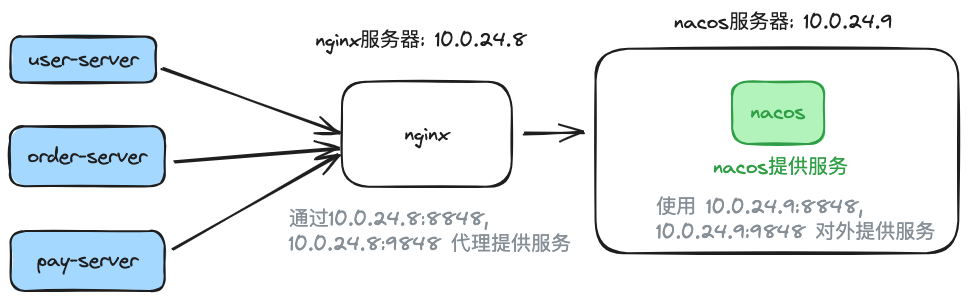 user-server
order-server
pay-server
nginx服务器: 10.0.24.8
nginx
通过10.0.24.8:8848,
10.0.24.8:9848 代理提供服务
nacos服务器: 10.0.24.9
nacos
nacos提供服务
使用 10.0.24.9:8848,
10.0.24.9:9848 对外提供服务